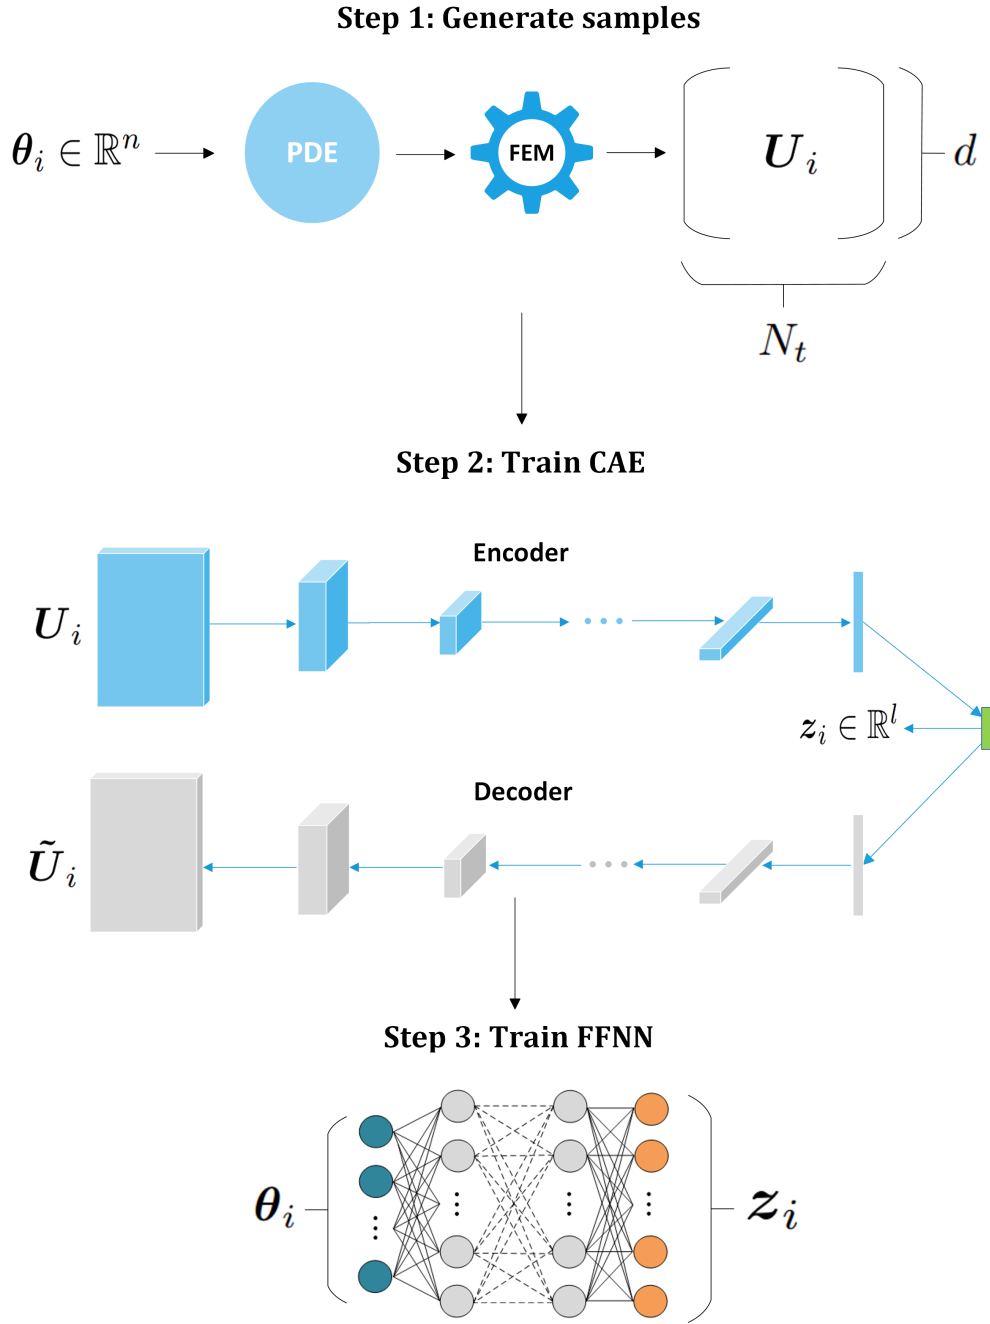 Step 1: Generate samples
θ_i ∈ ℝ^n
PDE
FEM
U_i
d
N_t
Step 2: Train CAE
Encoder
U_i
. . .
z_i ∈ ℝ^l
Decoder
Ũ_i
. . .
Step 3: Train FFNN
θ_i
z_i